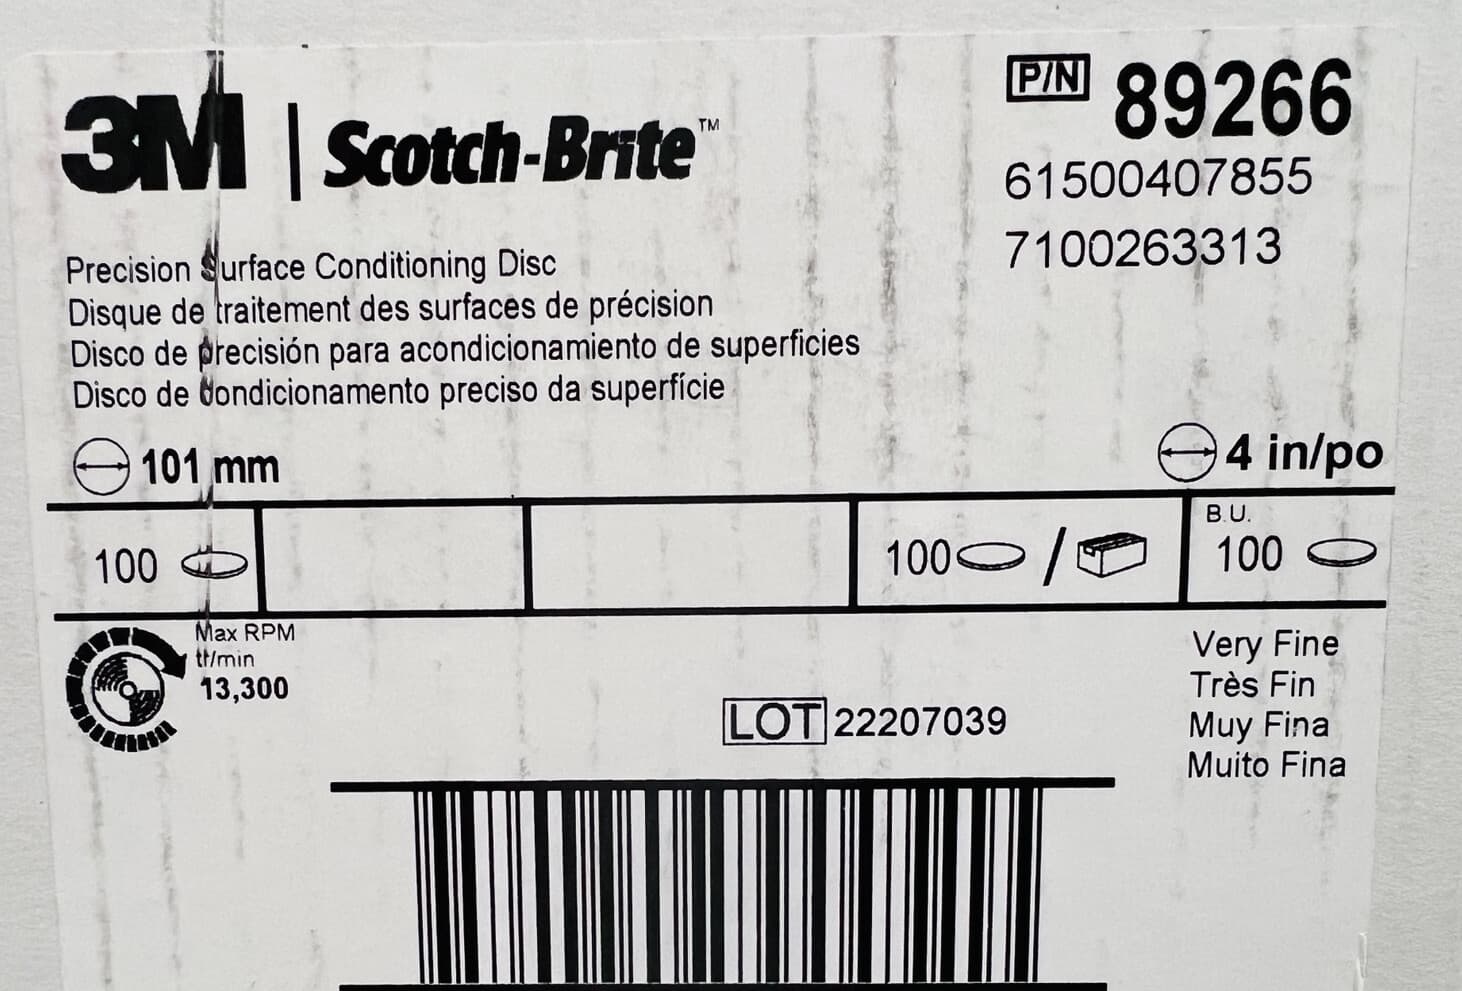 3M | Scotch-Brite™
P/N 89266
61500407855
7100263313
Precision Surface Conditioning Disc
Disque de traitement des surfaces de précision
Disco de precisión para acondicionamiento de superficies
Disco de condicionamento preciso da superfície
101 mm
4 in/po
100
100 /
B.U.
100
Max RPM
tr/min
13,300
LOT 22207039
Very Fine
Très Fin
Muy Fina
Muito Fina